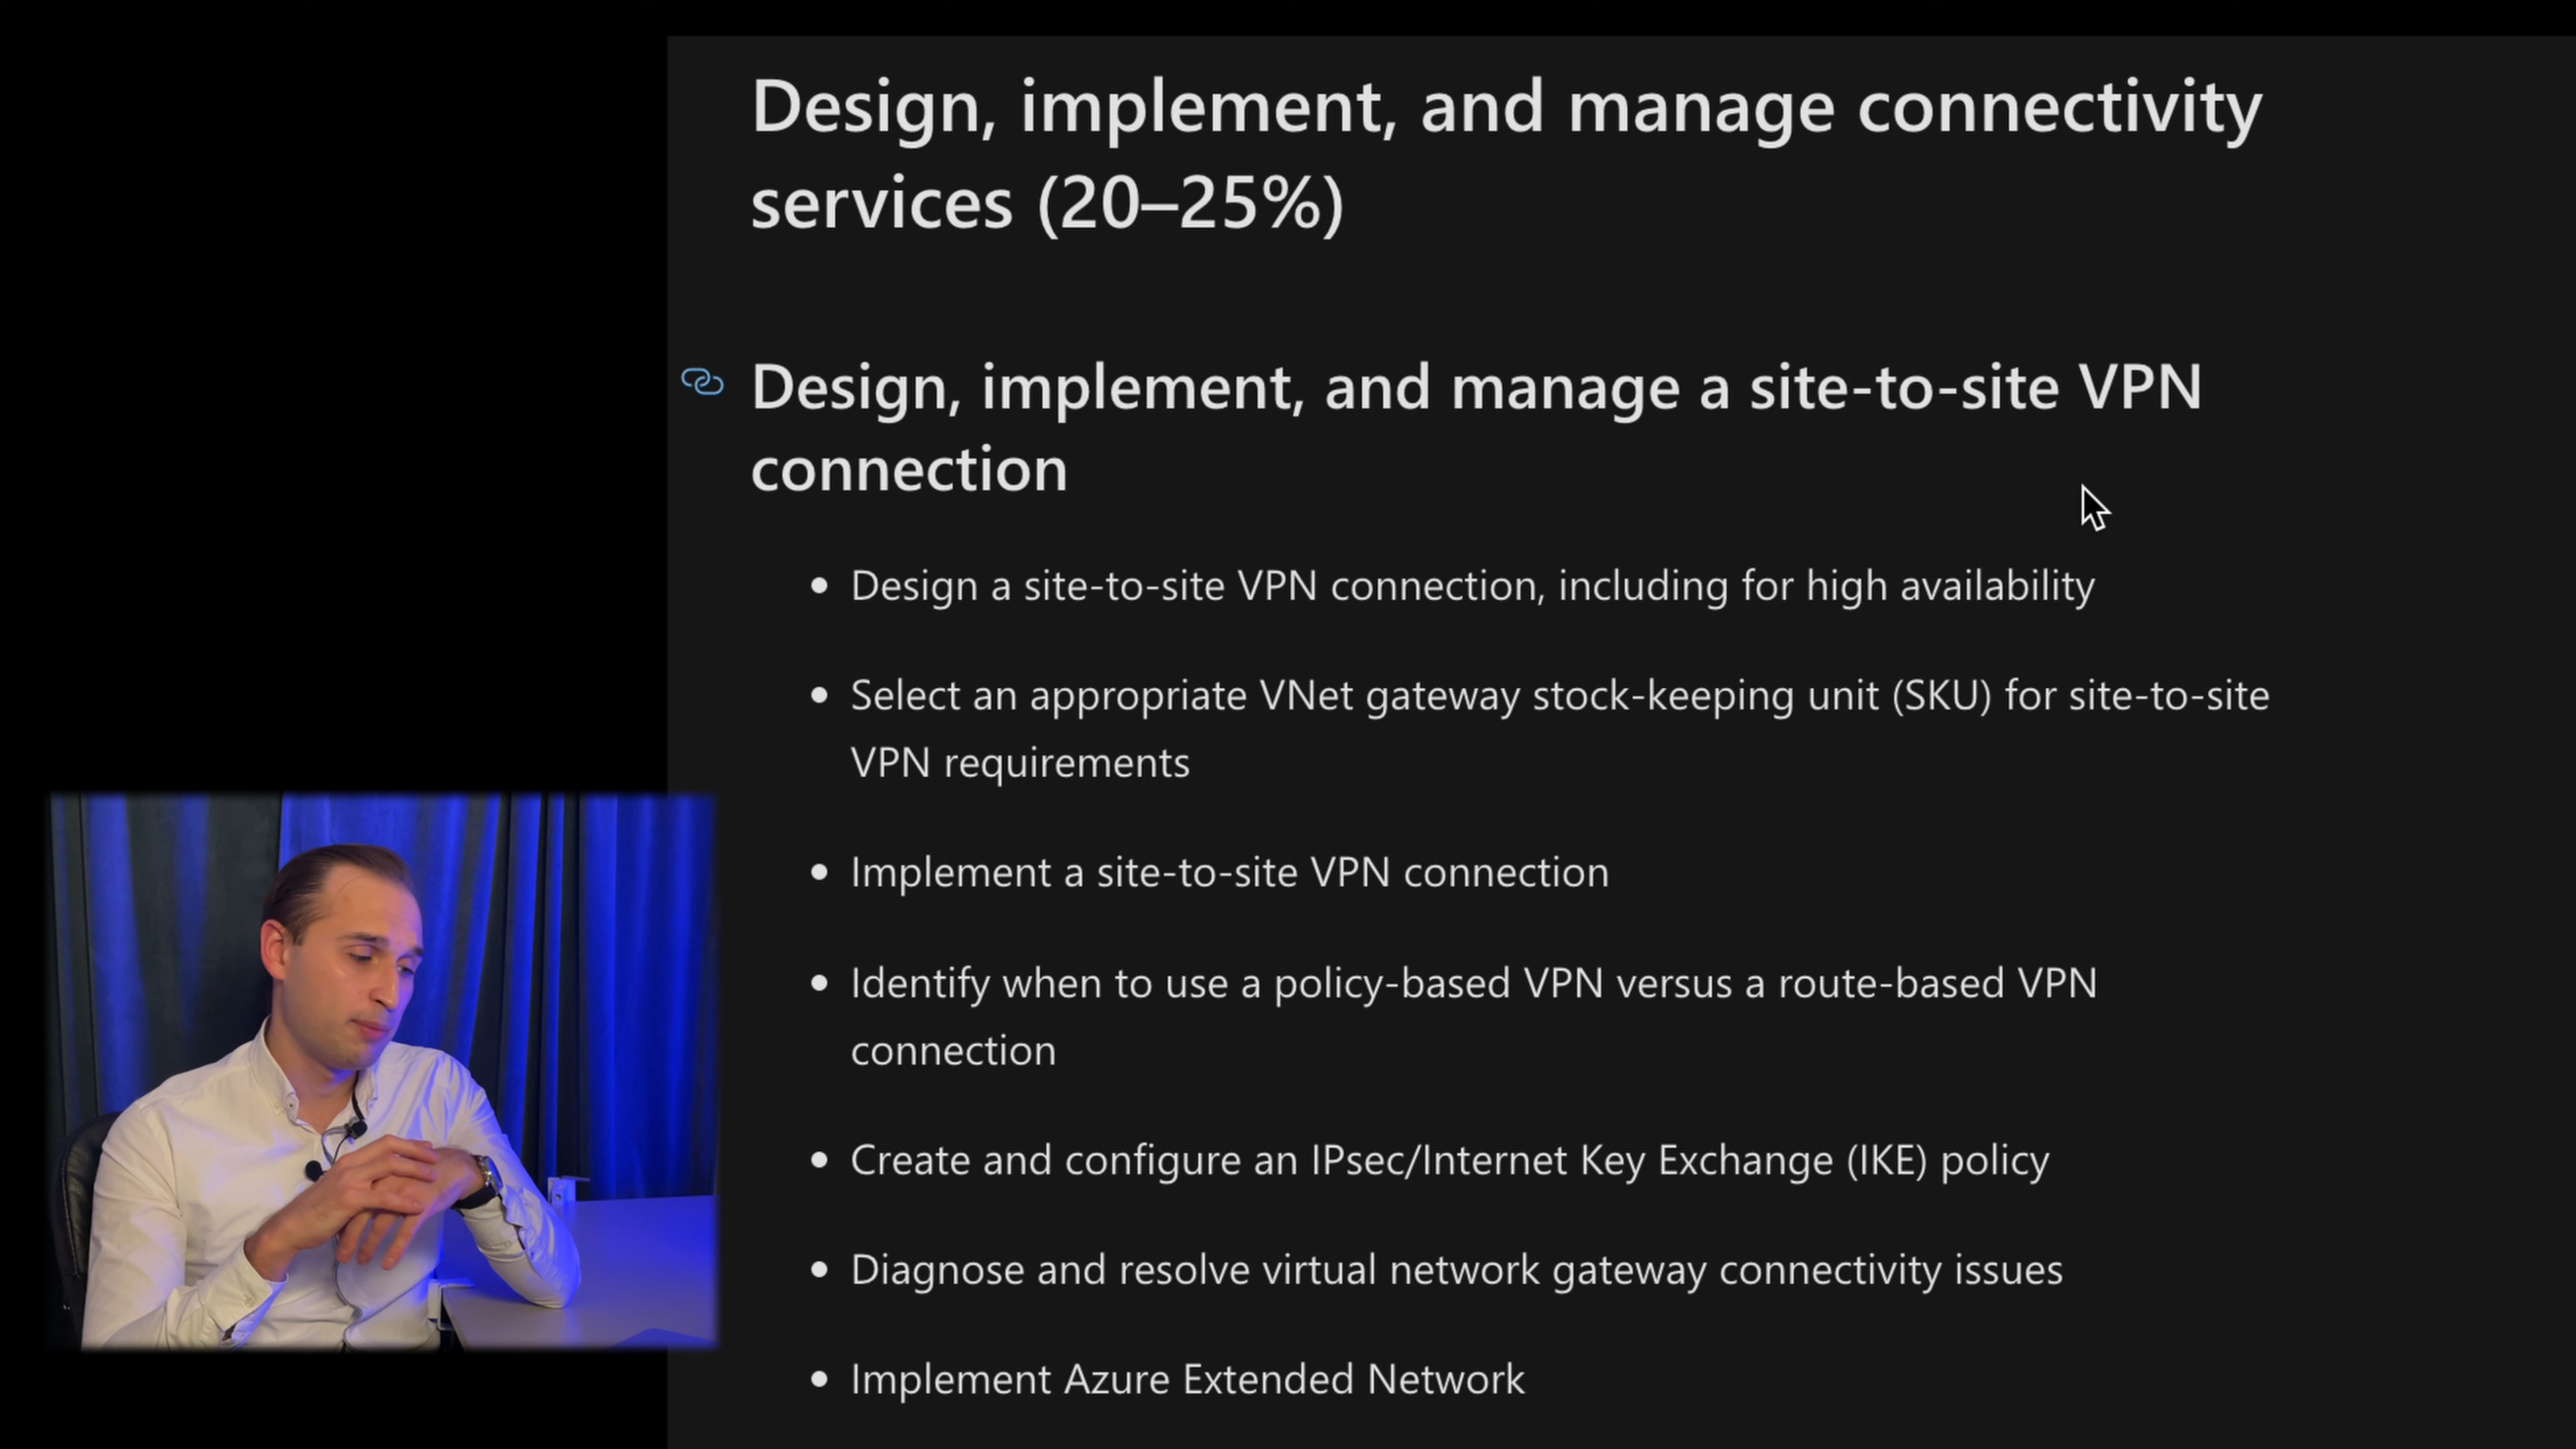 Design, implement, and manage connectivity
services (20–25%)
Design, implement, and manage a site-to-site VPN
connection
• Design a site-to-site VPN connection, including for high availability
• Select an appropriate VNet gateway stock-keeping unit (SKU) for site-to-site
VPN requirements
• Implement a site-to-site VPN connection
• Identify when to use a policy-based VPN versus a route-based VPN
connection
• Create and configure an IPsec/Internet Key Exchange (IKE) policy
• Diagnose and resolve virtual network gateway connectivity issues
• Implement Azure Extended Network